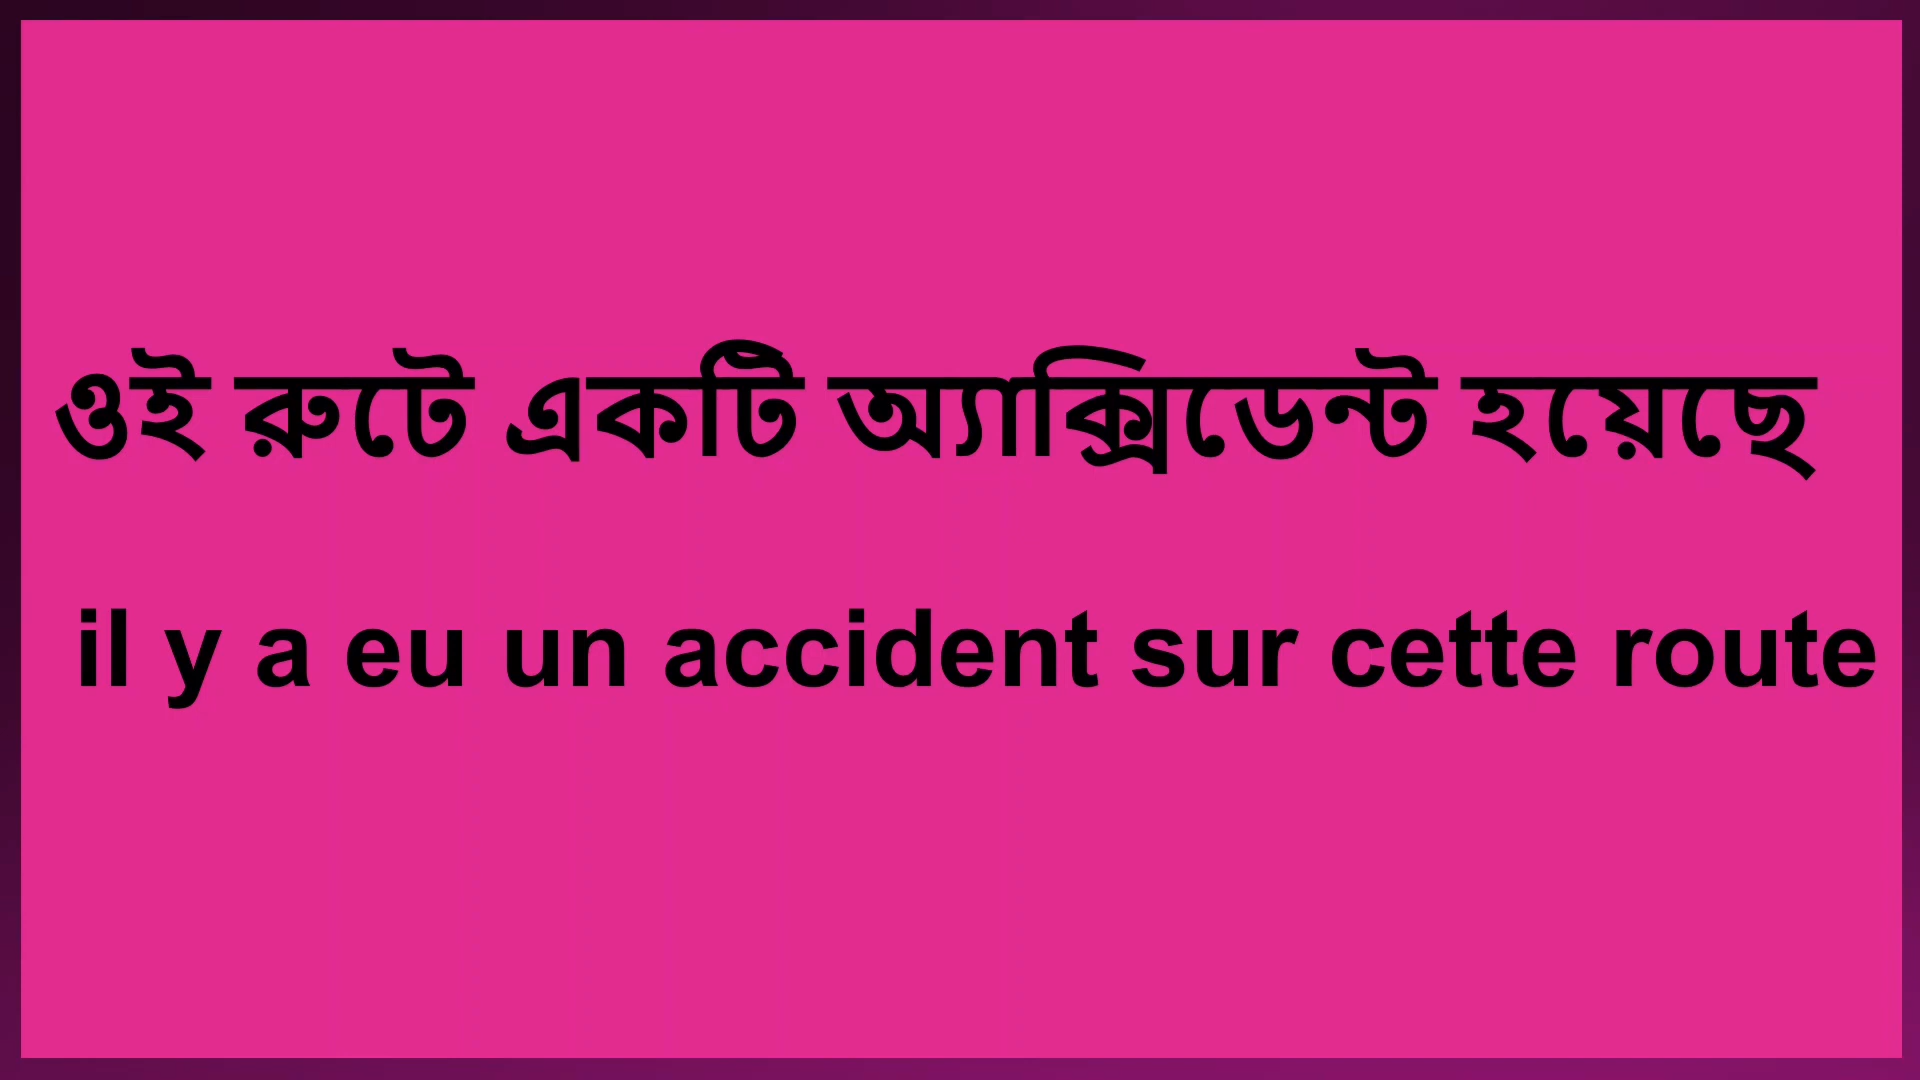 ওই রুটে একটি অ্যাক্সিডেন্ট হয়েছে
il y a eu un accident sur cette route